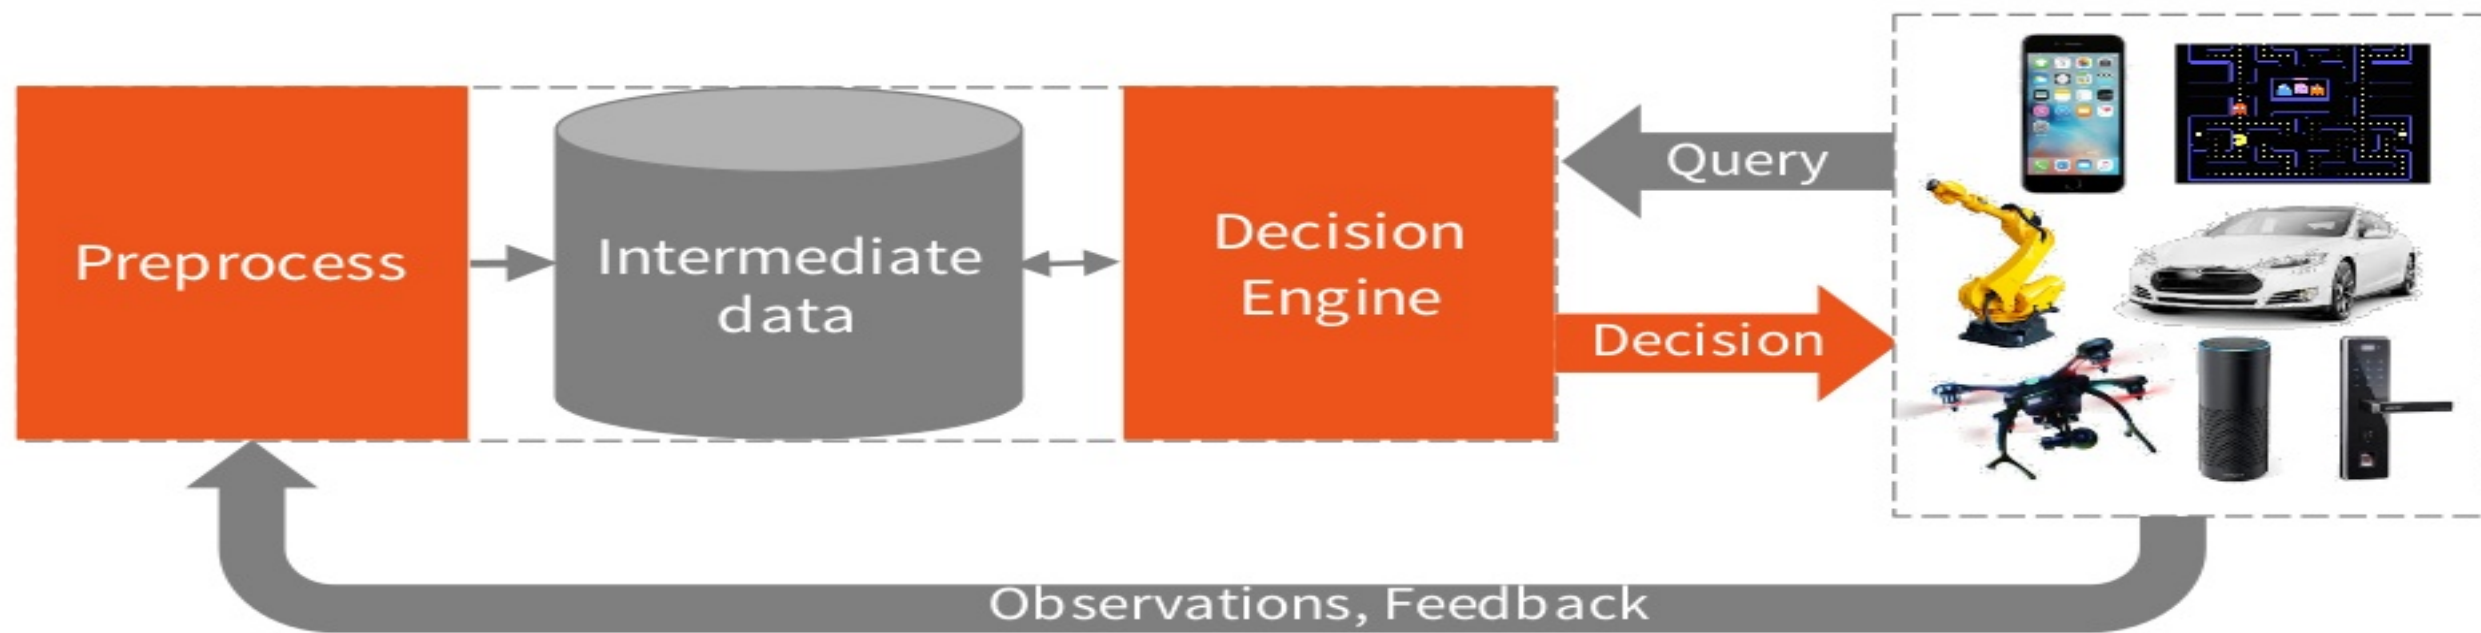 Preprocess
Intermediate
data
Decision
Engine
Query
Decision
Observations, Feedback